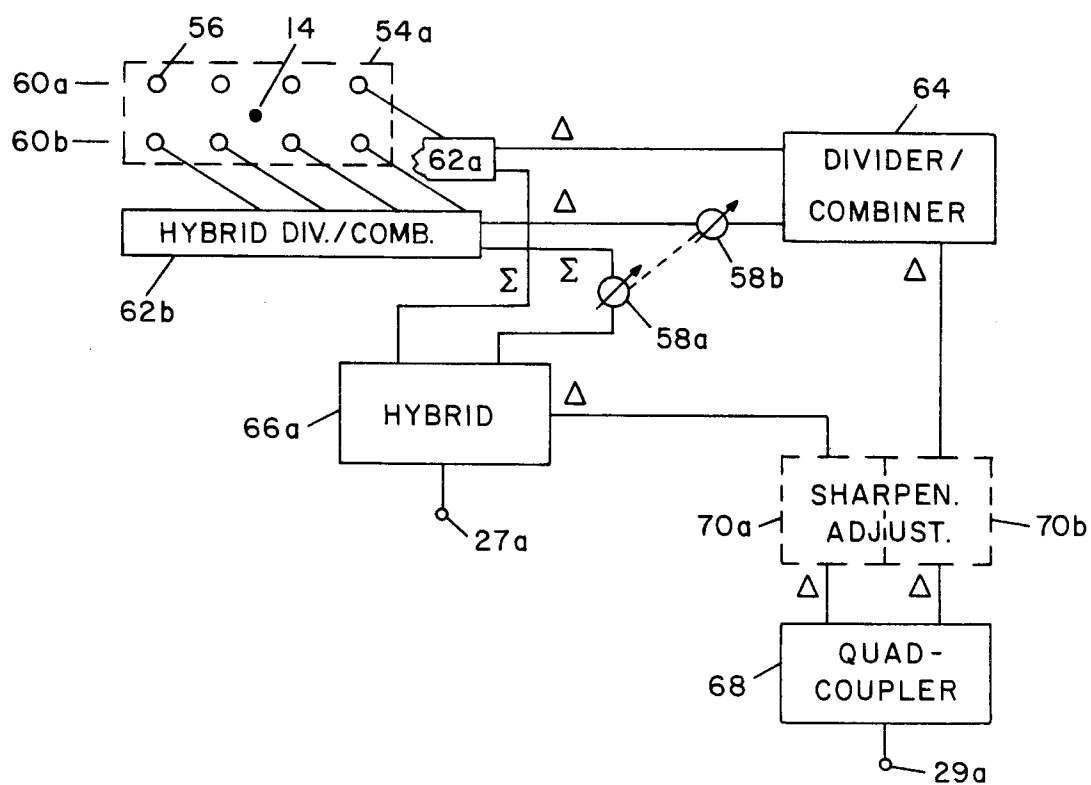 56
14
54a
60a
60b
62a
Δ
64
DIVIDER/
COMBINER
HYBRID DIV./COMB.
Δ
62b
Σ
Σ
58b
58a
Δ
HYBRID
66a
Δ
27a
SHARPEN.
ADJUST.
70a
70b
Δ
Δ
QUAD-
COUPLER
68
29a